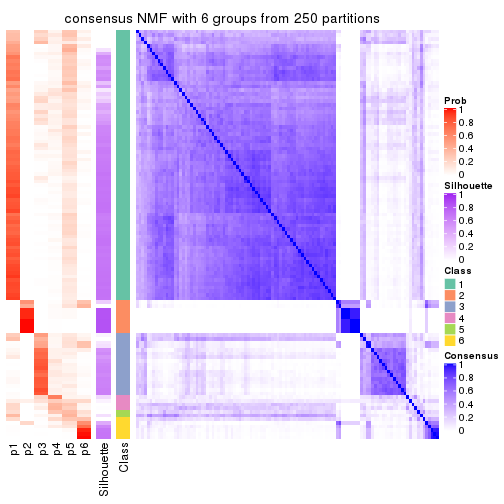 consensus NMF with 6 groups from 250 partitions
Prob
1
0.8
0.6
0.4
0.2
0
Silhouette
1
0.8
0.6
0.4
0.2
0
Class
1
2
3
4
5
6
Consensus
1
0.8
0.6
0.4
0.2
0
p1
p2
p3
p4
p5
p6
Silhouette
Class